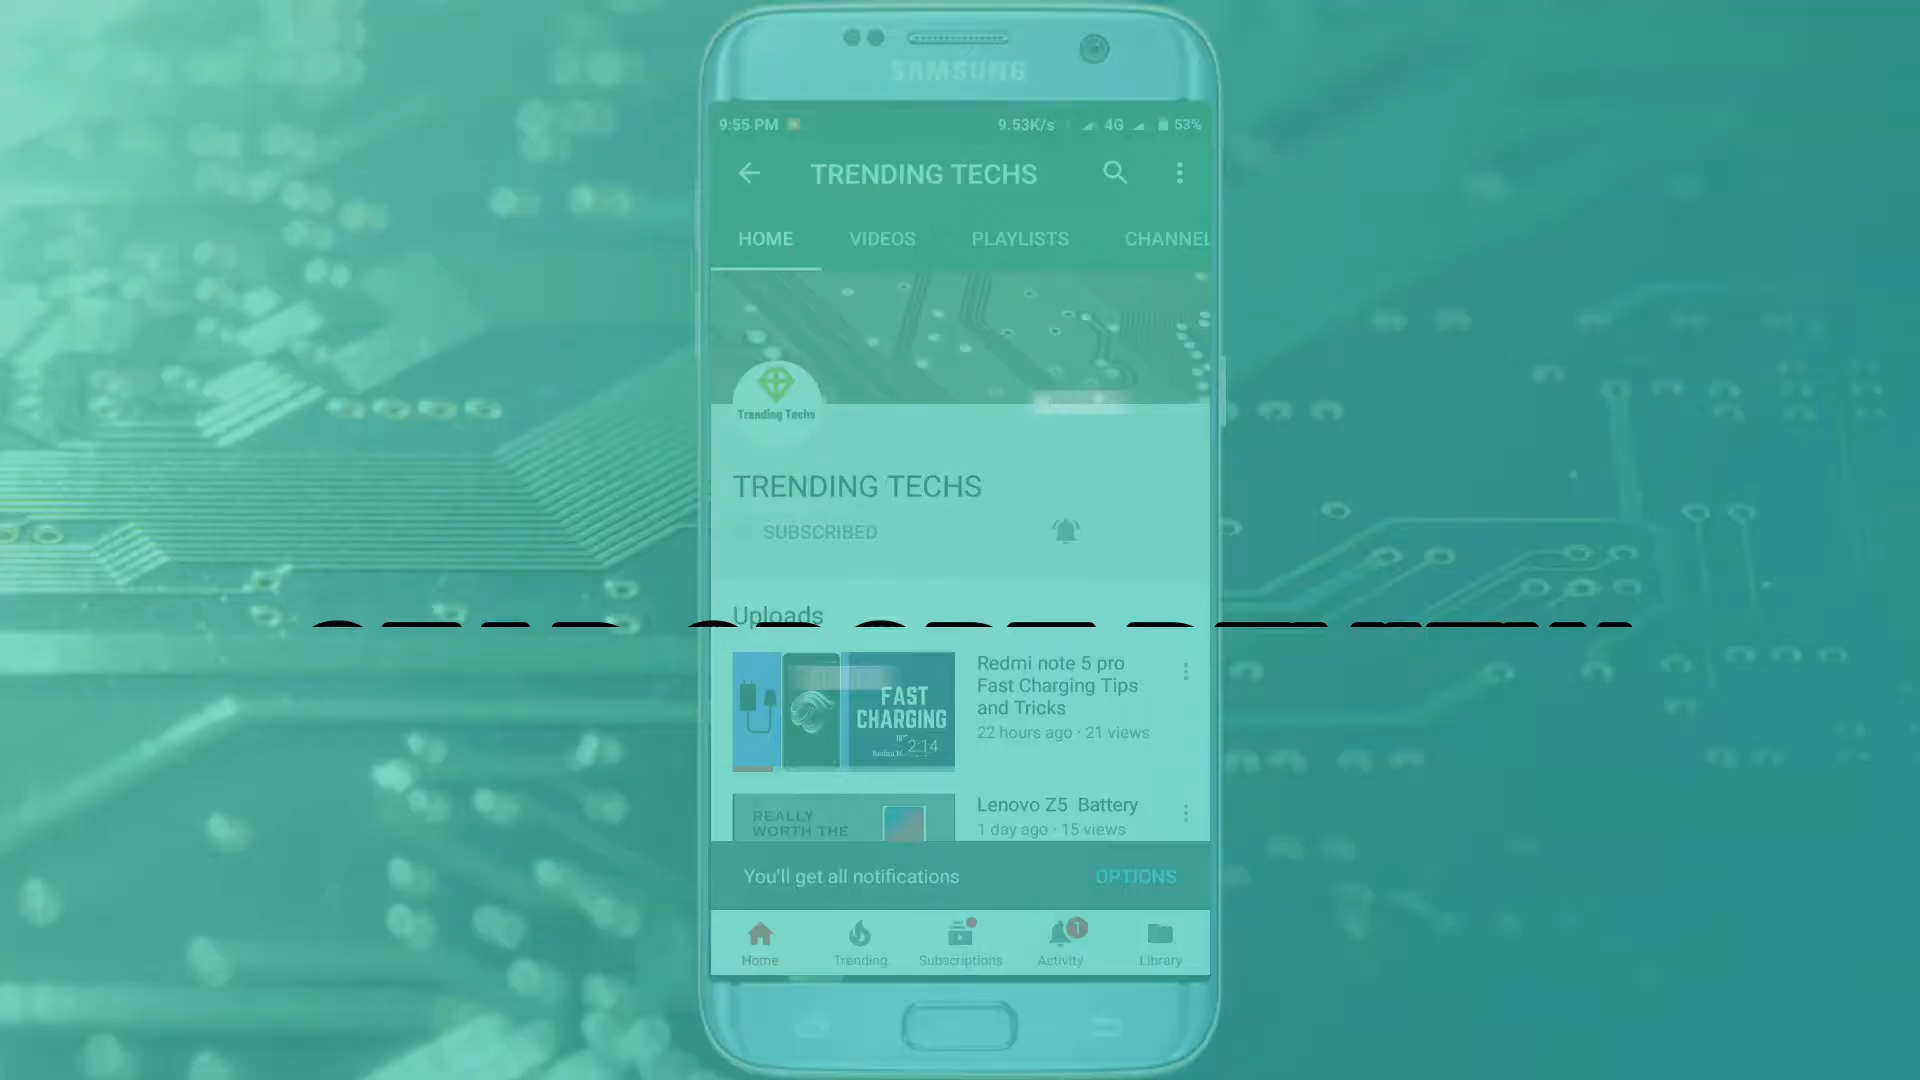 SAMSUNG
9:55 PM 9.53K/s 4G 53%
TRENDING TECHS
HOME VIDEOS PLAYLISTS CHANNEL
Trending Techs
TRENDING TECHS
SUBSCRIBED
Uploads
Redmi note 5 pro
Fast Charging Tips
and Tricks
22 hours ago · 21 views
FAST
CHARGING
2:14
Lenovo Z5 Battery
1 day ago · 15 views
REALLY
WORTH THE
You'll get all notifications OPTIONS
1
Home Trending Subscriptions Activity Library